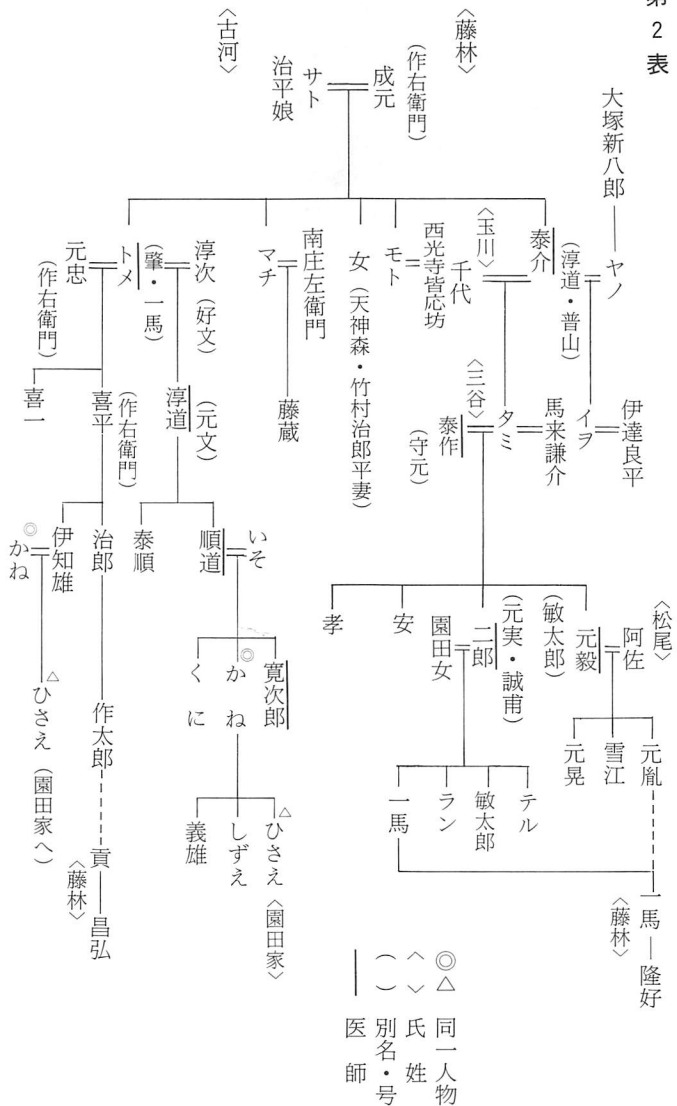 第2表
〈藤林〉
〈古河〉
(作右衛門)
成元
サト
治平娘
大塚新八郎
ヤノ
(淳道・普山)
泰介
〈玉川〉
千代
西光寺皆応坊
モト
女(天神森・竹村治郎平妻)
南庄左衛門
マチ
藤蔵
淳次(好文)
(肇・一馬)
トメ
元忠
(作右衛門)
伊達良平
イヲ
馬来謙介
タミ
〈三谷〉
泰作
(守元)
淳道(元文)
喜平(作右衛門)
喜一
〈松尾〉
阿佐
元毅
(敏太郎)
二郎(元実・誠甫)
園田女
安
孝
いそ
順道
泰順
治郎
伊知雄
◎かね
元胤
雪江
元晃
テル
敏太郎
ラン
一馬
寛次郎
◎かね
くに
作太郎
△ひさえ(園田家へ)
一馬
隆好
〈藤林〉
△ひさえ〈園田家〉
しずえ
義雄
貢
昌弘
〈藤林〉
◎△ 同一人物
〈 〉 氏姓
( ) 別名・号
── 医師